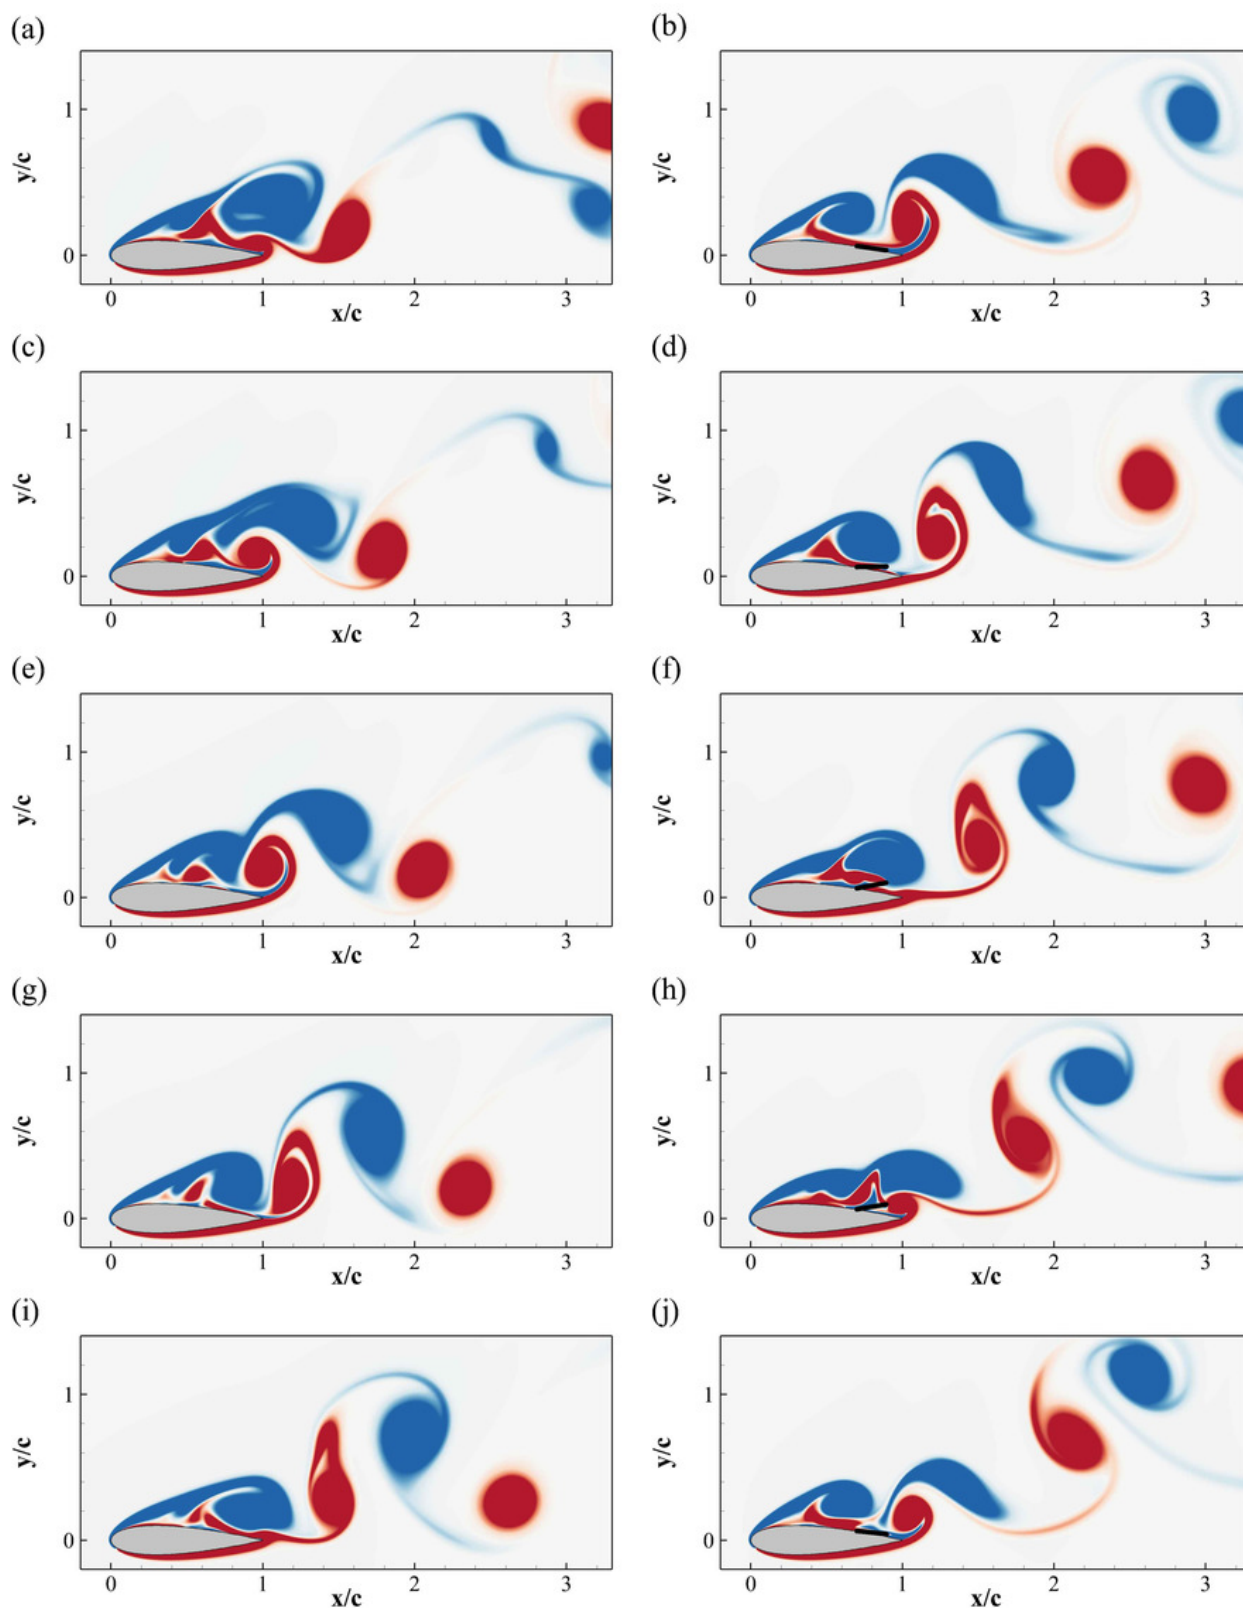 (a) (b)
y/c 1 0 y/c 1 0
0 1 2 3 0 1 2 3
x/c x/c
(c) (d)
y/c 1 0 y/c 1 0
0 1 2 3 0 1 2 3
x/c x/c
(e) (f)
y/c 1 0 y/c 1 0
0 1 2 3 0 1 2 3
x/c x/c
(g) (h)
y/c 1 0 y/c 1 0
0 1 2 3 0 1 2 3
x/c x/c
(i) (j)
y/c 1 0 y/c 1 0
0 1 2 3 0 1 2 3
x/c x/c